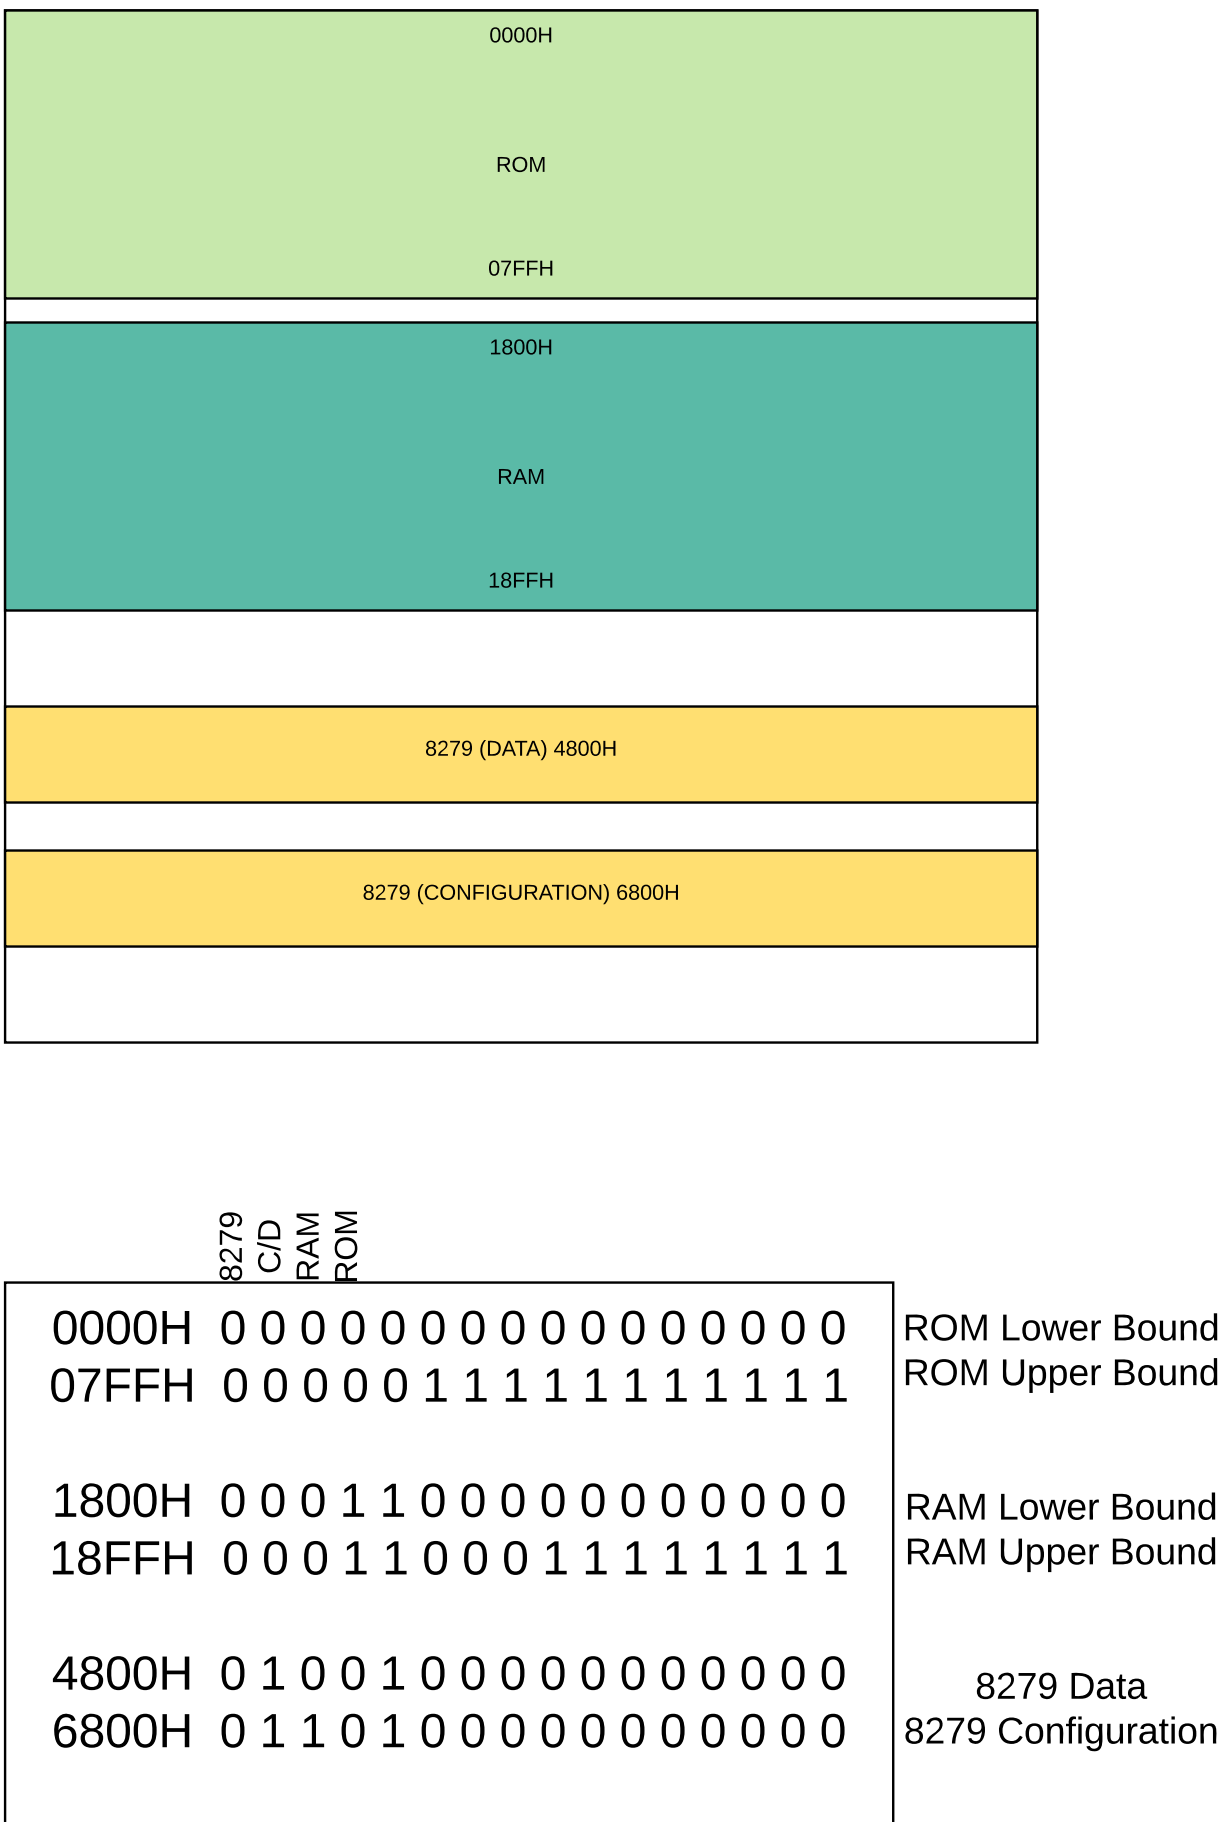 0000H
ROM
07FFH
1800H
RAM
18FFH
8279 (DATA) 4800H
8279 (CONFIGURATION) 6800H
8279
C/D
RAM
ROM
0000H 0 0 0 0 0 0 0 0 0 0 0 0 0 0 0 0 ROM Lower Bound
07FFH 0 0 0 0 0 1 1 1 1 1 1 1 1 1 1 1 ROM Upper Bound
1800H 0 0 0 1 1 0 0 0 0 0 0 0 0 0 0 0 RAM Lower Bound
18FFH 0 0 0 1 1 0 0 0 1 1 1 1 1 1 1 1 RAM Upper Bound
4800H 0 1 0 0 1 0 0 0 0 0 0 0 0 0 0 0 8279 Data
6800H 0 1 1 0 1 0 0 0 0 0 0 0 0 0 0 0 8279 Configuration